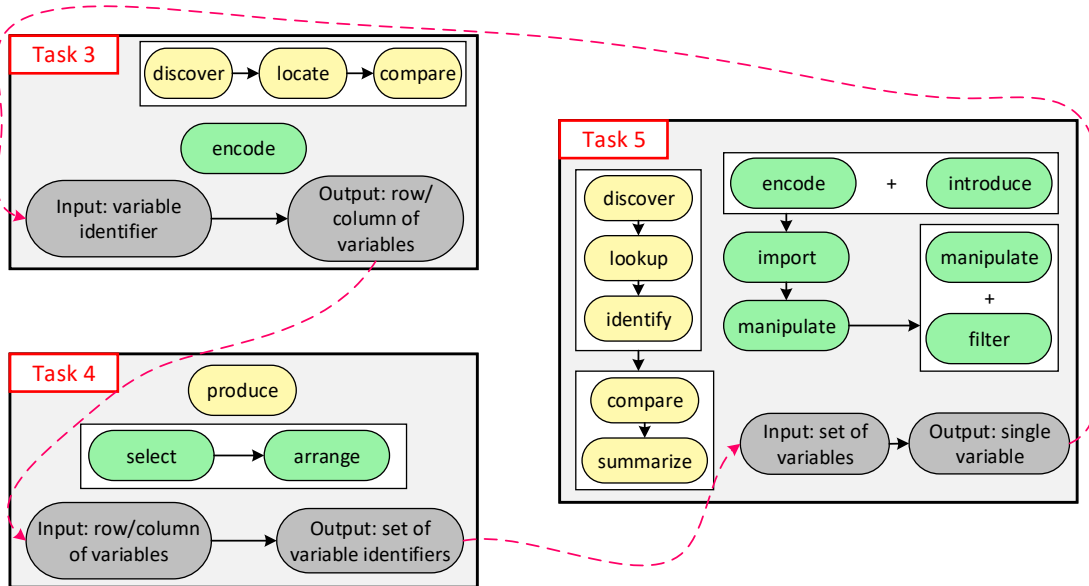 Task 3
discover
locate
compare
encode
Input: variable
identifier
Output: row/
column of
variables
Task 4
produce
select
arrange
Input: row/column
of variables
Output: set of
variable identifiers
Task 5
discover
lookup
identify
compare
summarize
encode
+
introduce
import
manipulate
manipulate
+
filter
Input: set of
variables
Output: single
variable